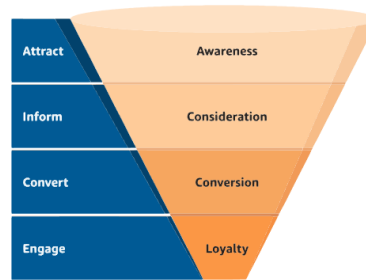 Attract
Awareness
Inform
Consideration
Convert
Conversion
Engage
Loyalty